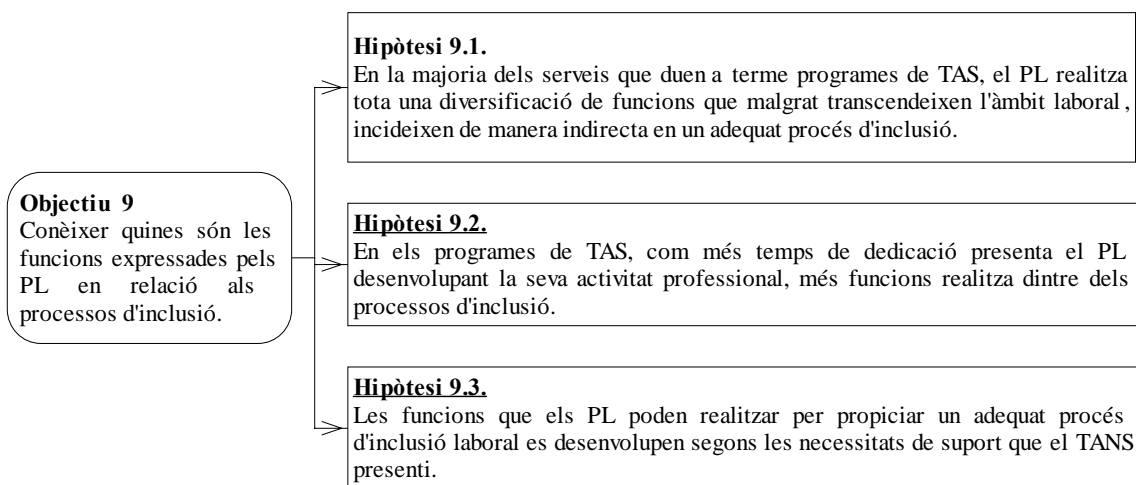 Objectiu 9
Conèixer quines són les
funcions expressades pels
PL en relació als
processos d'inclusió.
Hipòtesi 9.1.
En la majoria dels serveis que duen a terme programes de TAS, el PL realitza
tota una diversificació de funcions que malgrat transcendeixen l'àmbit laboral,
incideixen de manera indirecta en un adequat procés d'inclusió.
Hipòtesi 9.2.
En els programes de TAS, com més temps de dedicació presenta el PL
desenvolupant la seva activitat professional, més funcions realitza dintre dels
processos d'inclusió.
Hipòtesi 9.3.
Les funcions que els PL poden realitzar per propiciar un adequat procés
d'inclusió laboral es desenvolupen segons les necessitats de suport que el TANS
presenti.